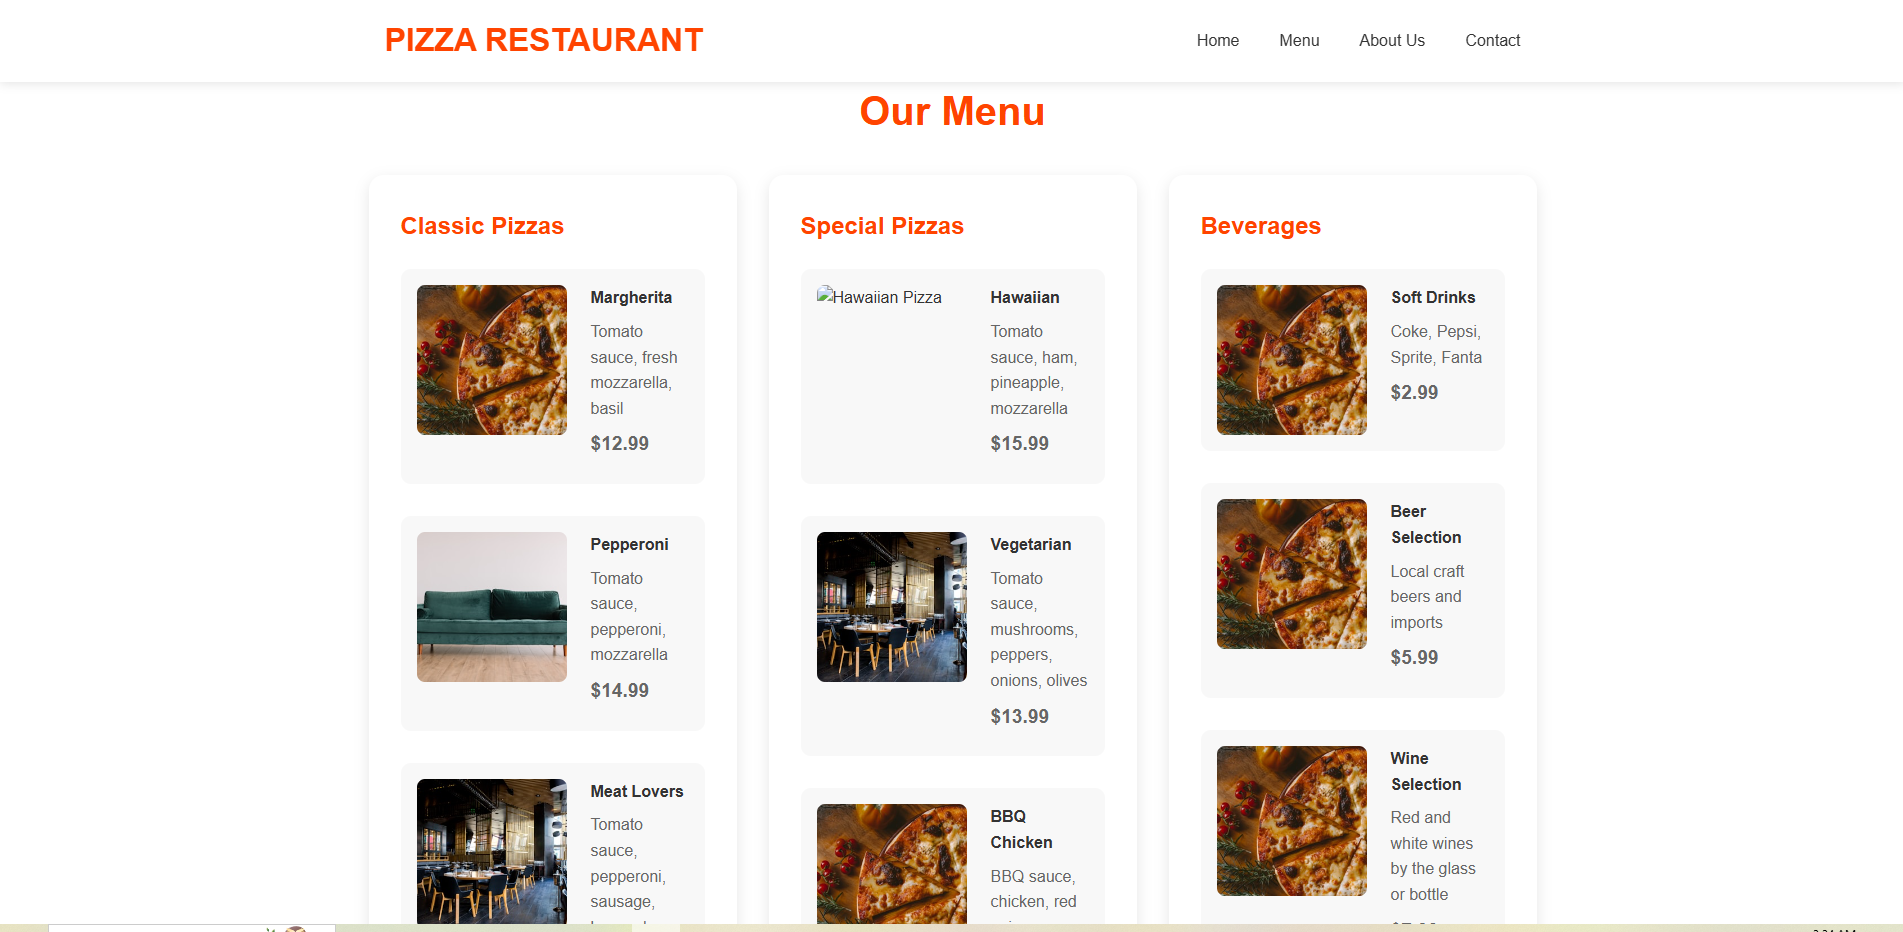 PIZZA RESTAURANT
Home
Menu
About Us
Contact
Our Menu
Classic Pizzas
Margherita
Tomato
sauce, fresh
mozzarella,
basil
$12.99
Pepperoni
Tomato
sauce,
pepperoni,
mozzarella
$14.99
Meat Lovers
Tomato
sauce,
pepperoni,
sausage,
Special Pizzas
Hawaiian Pizza
Hawaiian
Tomato
sauce, ham,
pineapple,
mozzarella
$15.99
Vegetarian
Tomato
sauce,
mushrooms,
peppers,
onions, olives
$13.99
BBQ
Chicken
BBQ sauce,
chicken, red
Beverages
Soft Drinks
Coke, Pepsi,
Sprite, Fanta
$2.99
Beer
Selection
Local craft
beers and
imports
$5.99
Wine
Selection
Red and
white wines
by the glass
or bottle